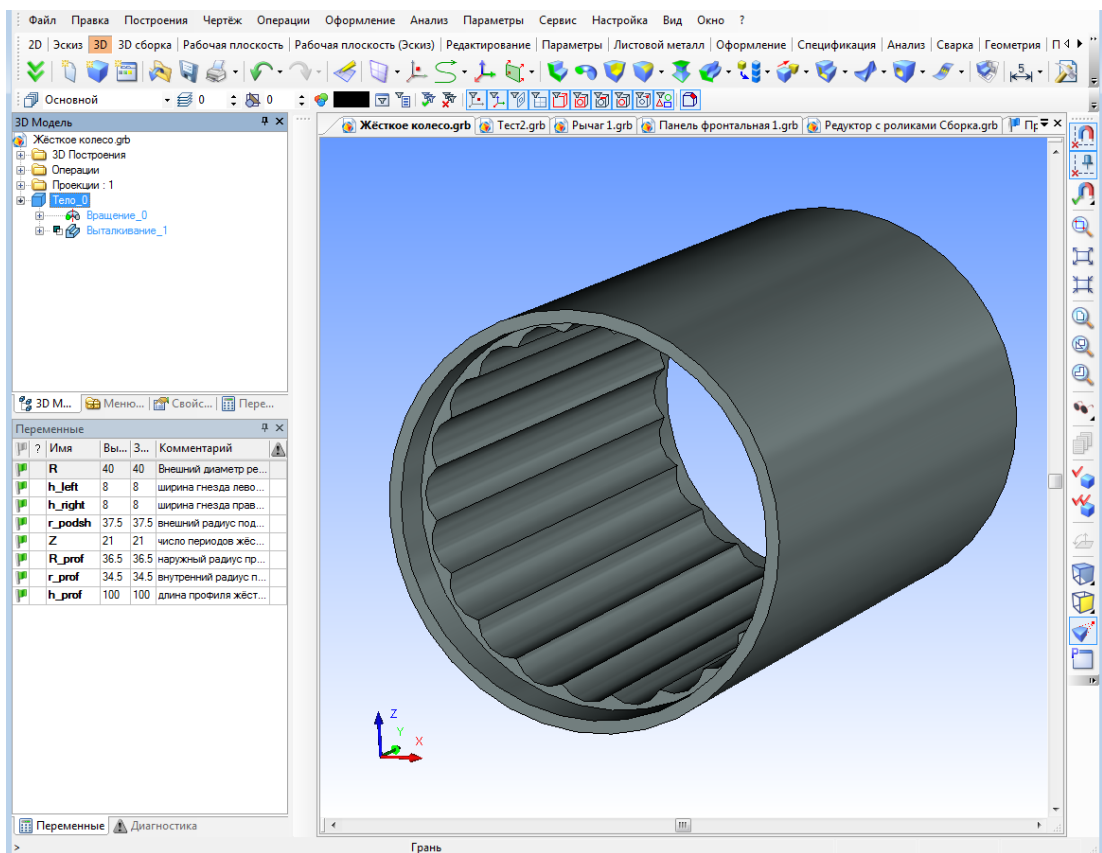 Файл Правка Построения Чертёж Операции Оформление Анализ Параметры Сервис Настройка Вид Окно ?
2D Эскиз 3D 3D сборка Рабочая плоскость Рабочая плоскость (Эскиз) Редактирование Параметры Листовой металл Оформление Спецификация Анализ Сварка Геометрия П
5
Основной 0 0
3D Модель
Жёсткое колесо.grb Тест2.grb Рычаг 1.grb Панель фронтальная 1.grb Редуктор с роликами Сборка.grb Пр
Жёсткое колесо.grb
3D Построения
Операции
Проекции : 1
Тело_0
Вращение_0
Выталкивание_1
3D М... Меню... Свойс... Пере...
Переменные
? Имя Вы... З... Комментарий
R 40 40 Внешний диаметр ре...
h_left 8 8 ширина гнезда лево...
h_right 8 8 ширина гнезда прав...
r_podsh 37.5 37.5 внешний радиус под...
Z 21 21 число периодов жёс...
R_prof 36.5 36.5 наружный радиус пр...
r_prof 34.5 34.5 внутренний радиус п...
h_prof 100 100 длина профиля жёст...
Z
Y
X
Переменные Диагностика
> Грань